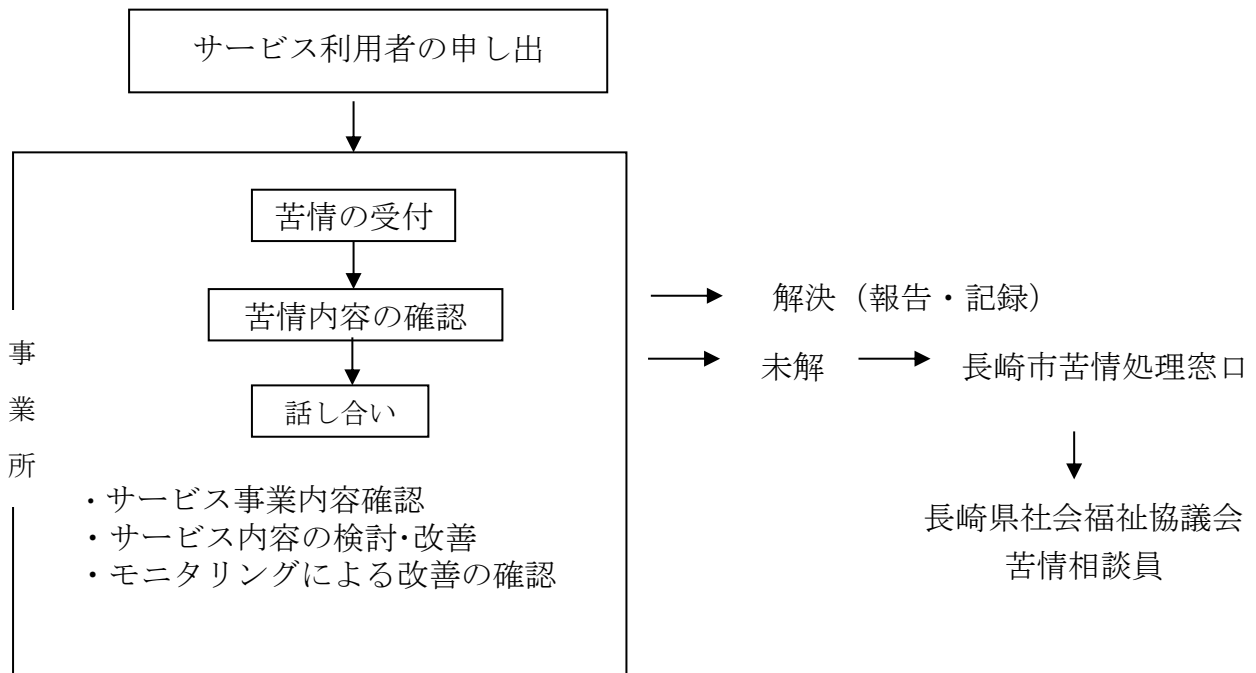 サービス利用者の申し出
苦情の受付
苦情内容の確認
話し合い
事業所
・サービス事業内容確認
・サービス内容の検討･改善
・モニタリングによる改善の確認
解決（報告・記録）
未解
長崎市苦情処理窓口
長崎県社会福祉協議会
苦情相談員